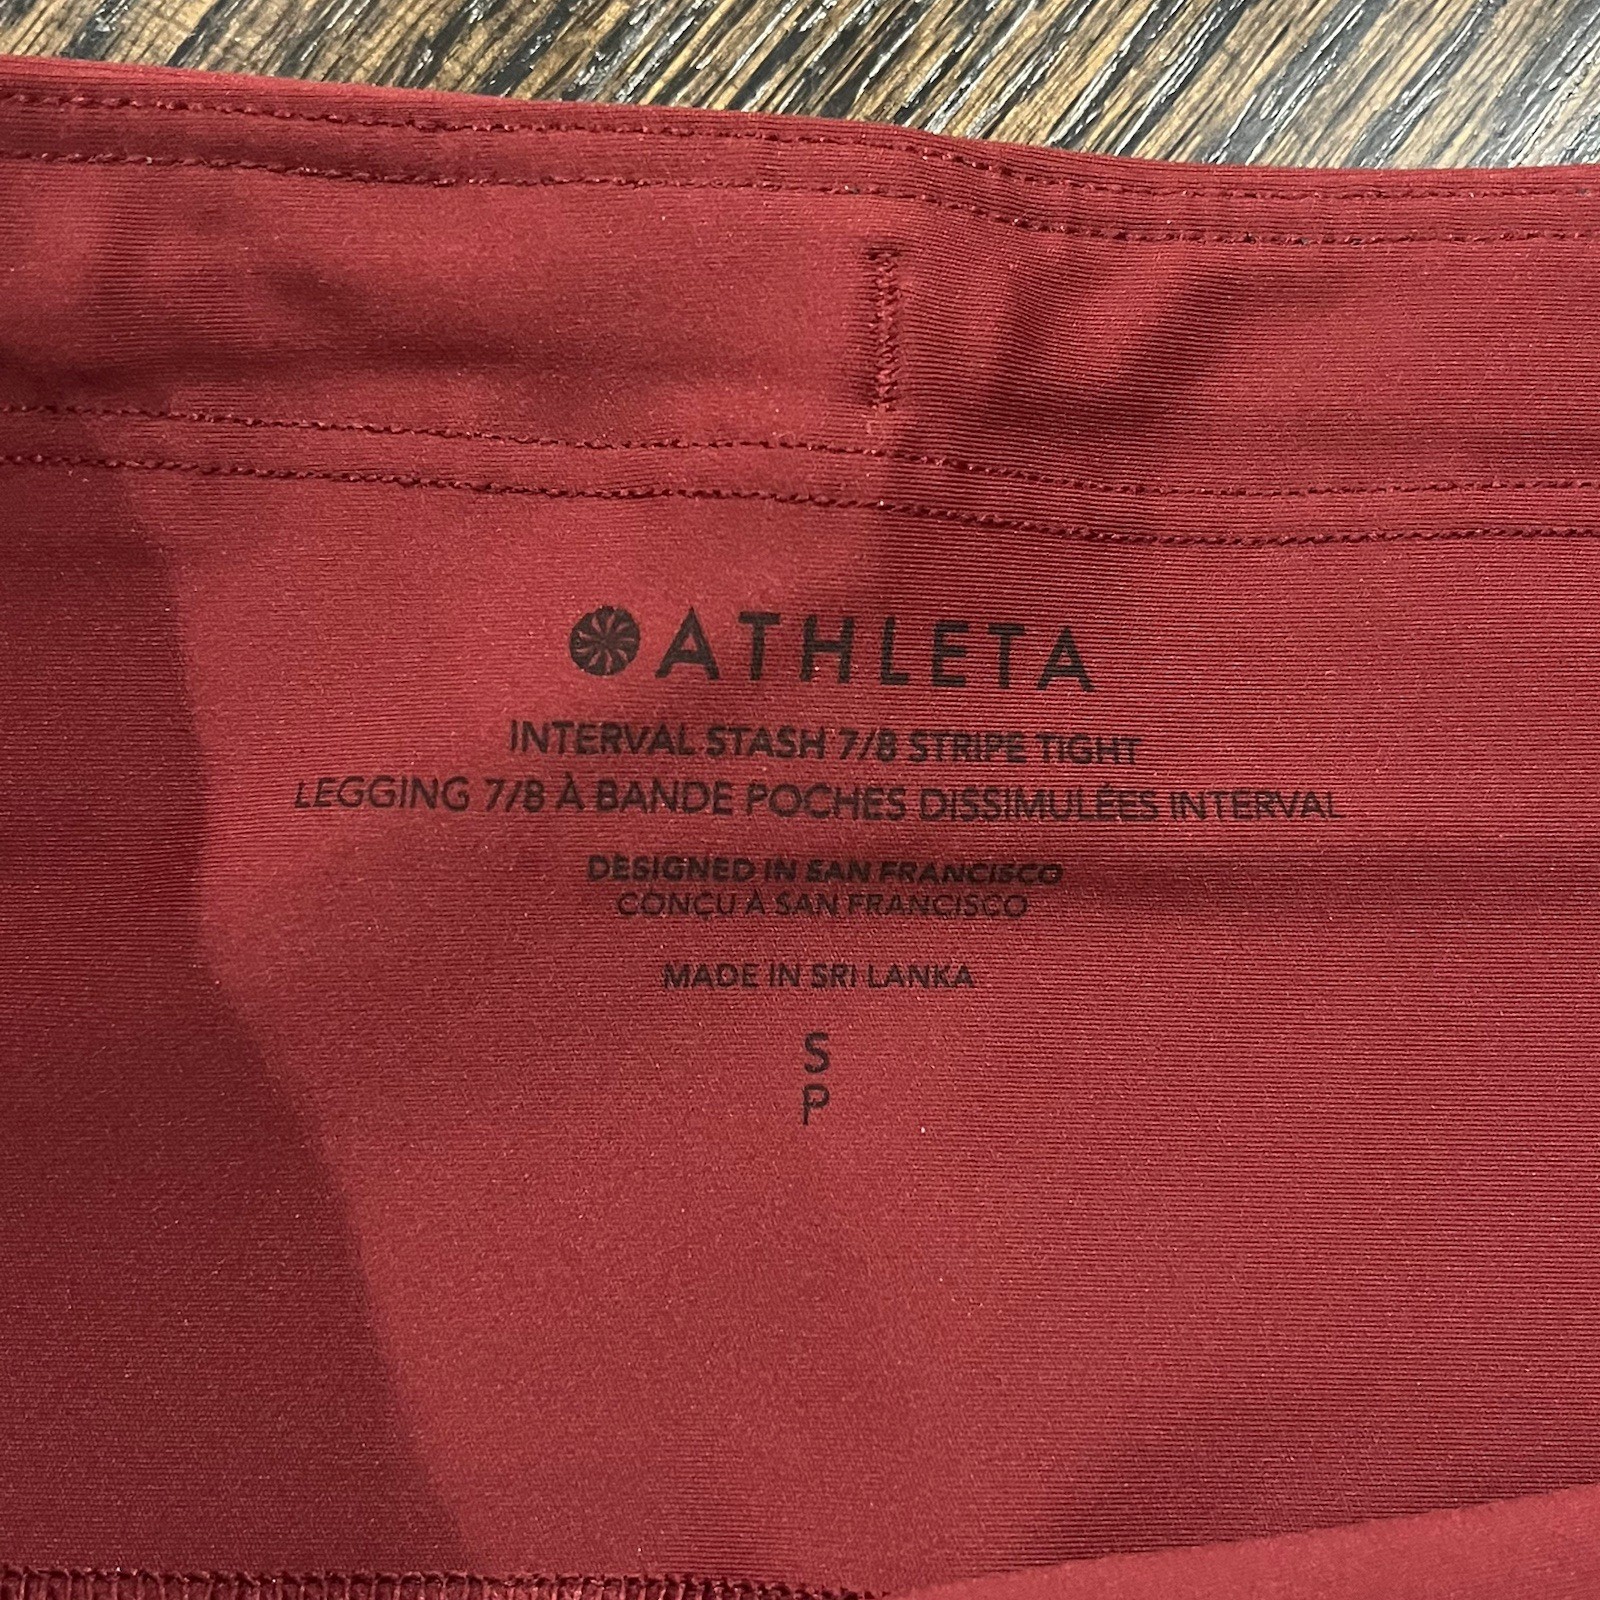 ATHLETA
INTERVAL STASH 7/8 STRIPE TIGHT
LEGGING 7/8 À BANDE POCHES DISSIMULÉES INTERVAL
DESIGNED IN SAN FRANCISCO
CONÇU À SAN FRANCISCO
MADE IN SRI LANKA
S
P